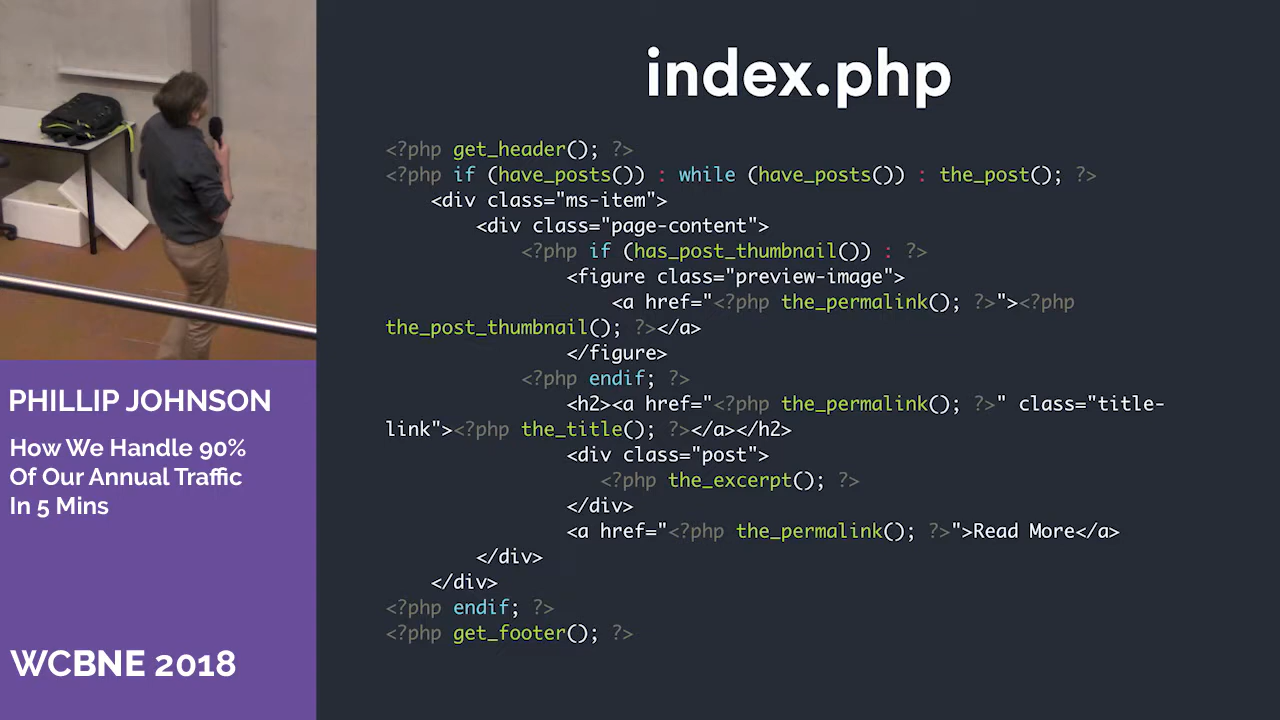 index.php
<?php get_header(); ?>
<?php if (have_posts()) : while (have_posts()) : the_post(); ?>
<div class="ms-item">
<div class="page-content">
<?php if (has_post_thumbnail()) : ?>
<figure class="preview-image">
<a href="<?php the_permalink(); ?>"><?php
the_post_thumbnail(); ?></a>
</figure>
<?php endif; ?>
<h2><a href="<?php the_permalink(); ?>" class="title-
link"><?php the_title(); ?></a></h2>
<div class="post">
<?php the_excerpt(); ?>
</div>
<a href="<?php the_permalink(); ?>">Read More</a>
</div>
</div>
<?php endif; ?>
<?php get_footer(); ?>
PHILLIP JOHNSON
How We Handle 90%
Of Our Annual Traffic
In 5 Mins
WCBNE 2018